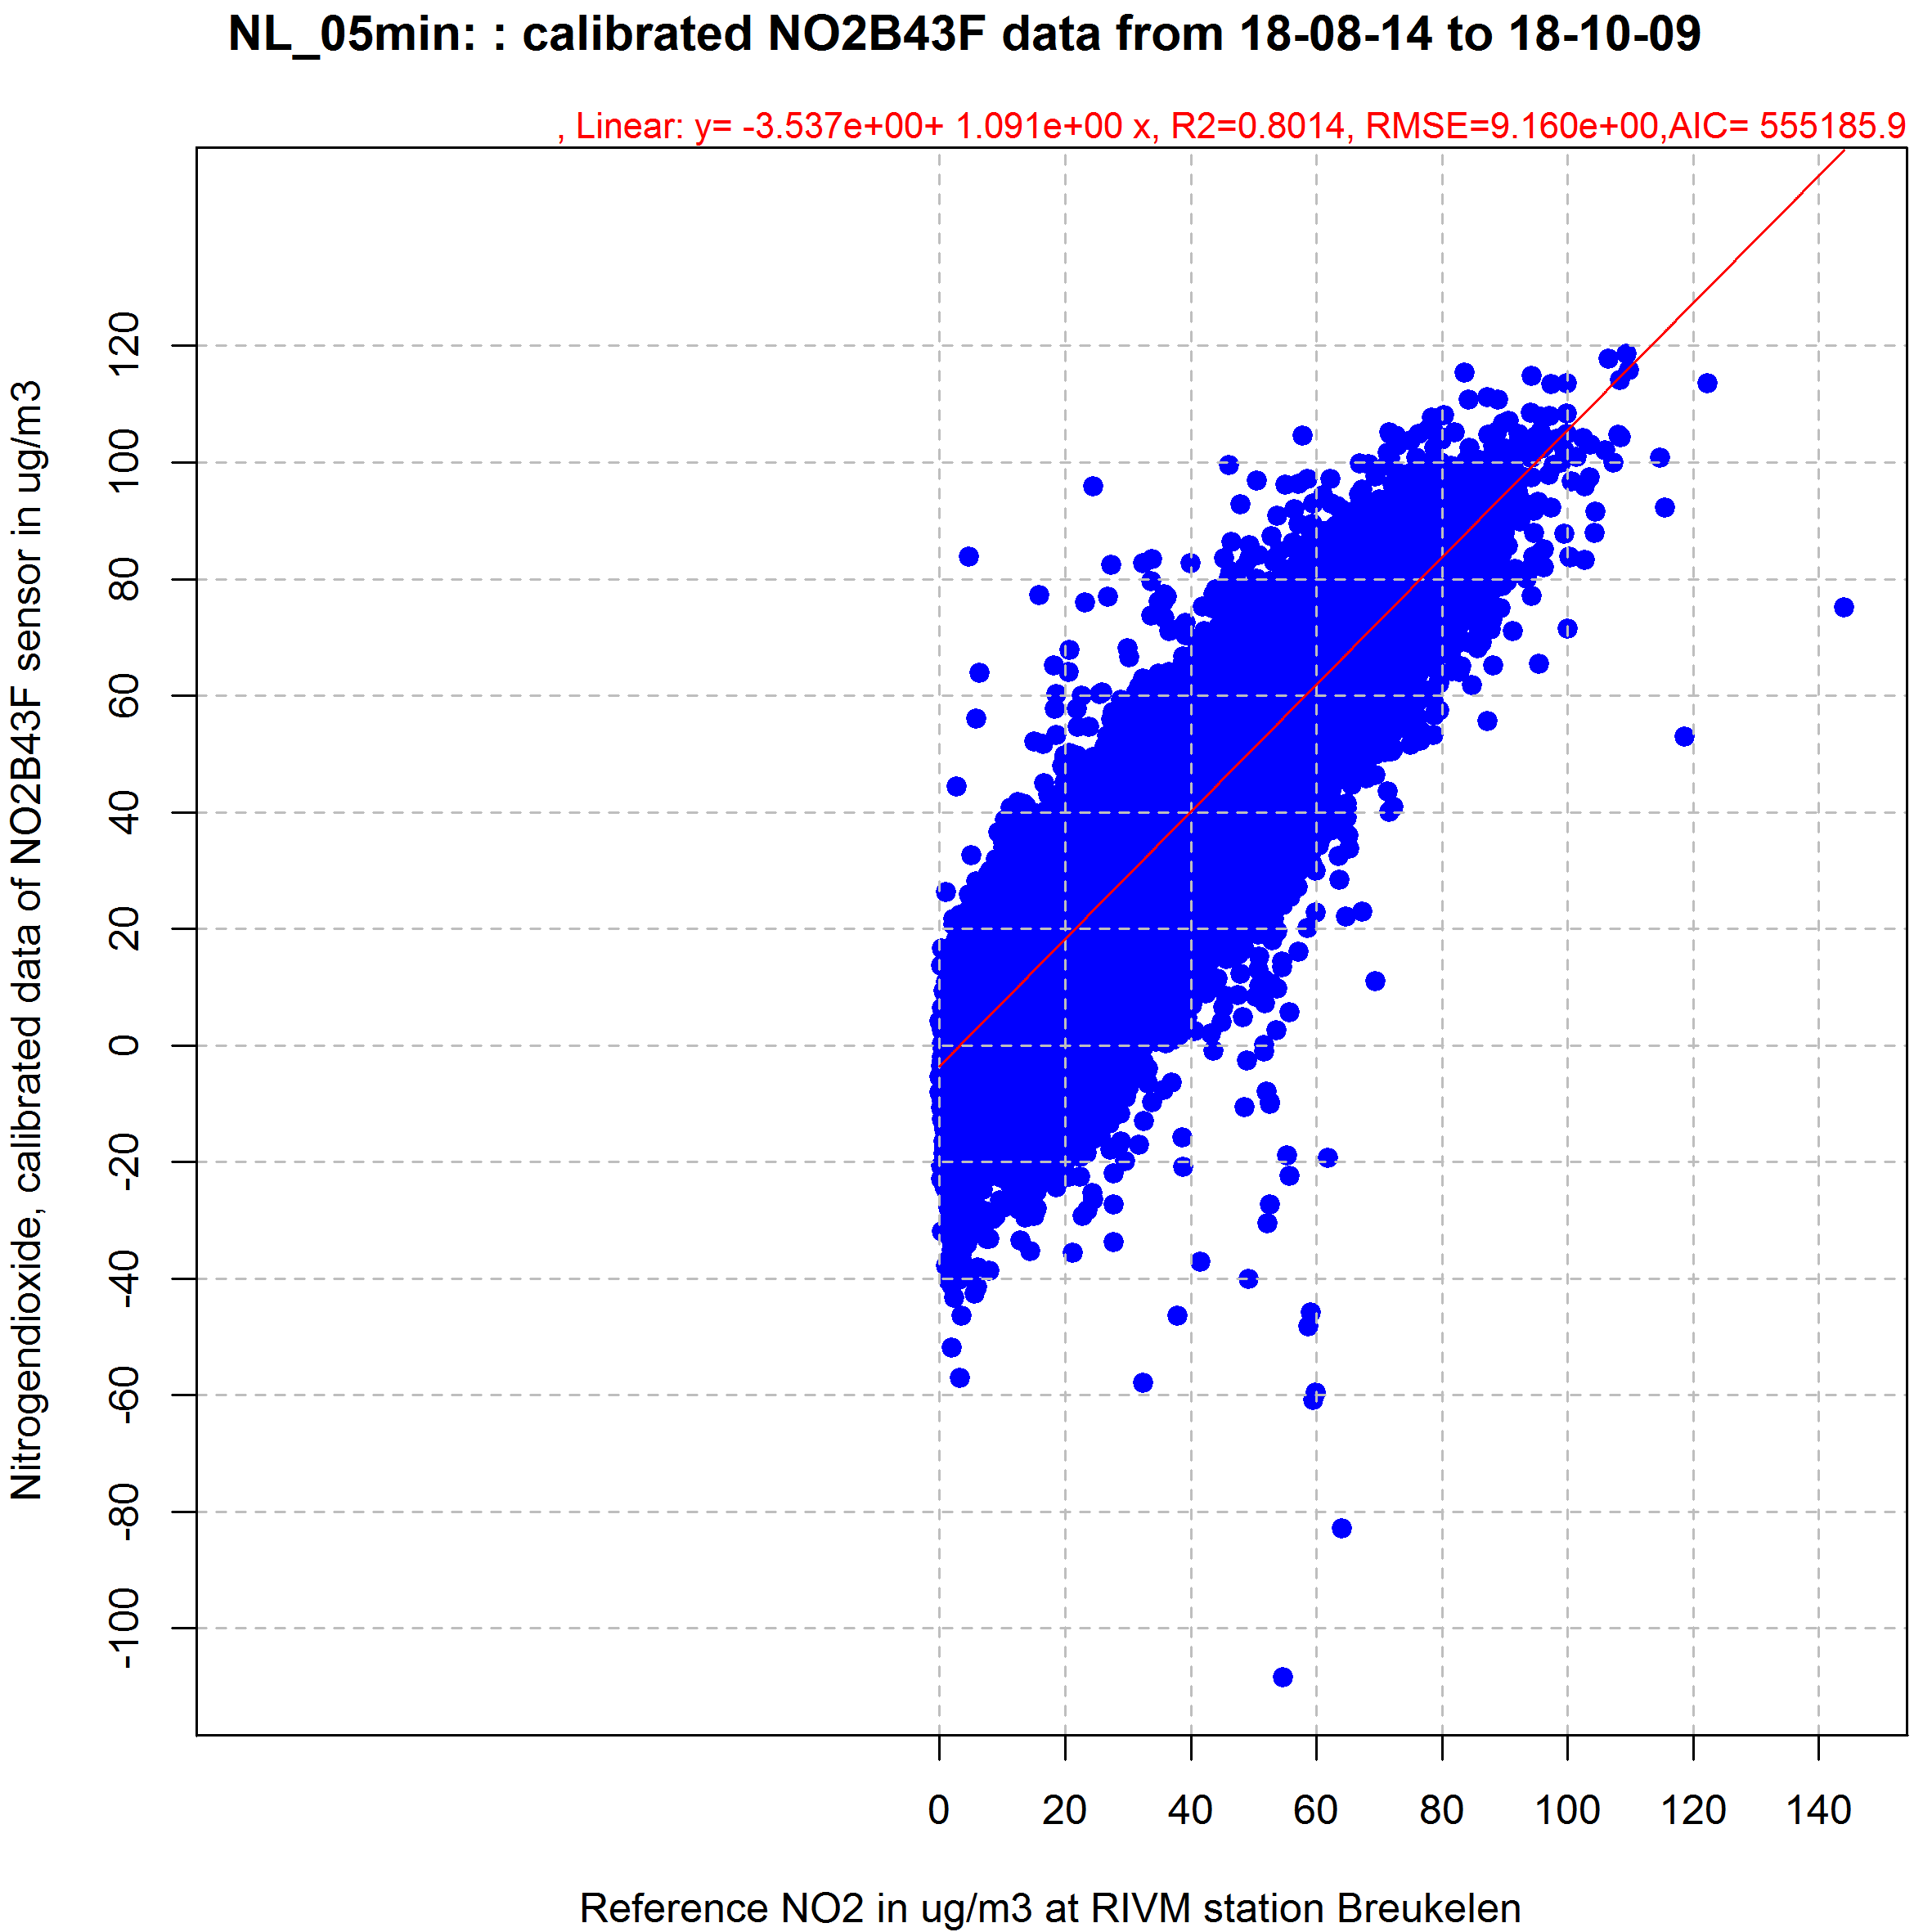 NL_05min: : calibrated NO2B43F data from 18-08-14 to 18-10-09
, Linear: y= -3.537e+00+ 1.091e+00 x, R2=0.8014, RMSE=9.160e+00,AIC= 555185.9
Nitrogendioxide, calibrated data of NO2B43F sensor in ug/m3
120
100
80
60
40
20
0
-20
-40
-60
-80
-100
0 20 40 60 80 100 120 140
Reference NO2 in ug/m3 at RIVM station Breukelen